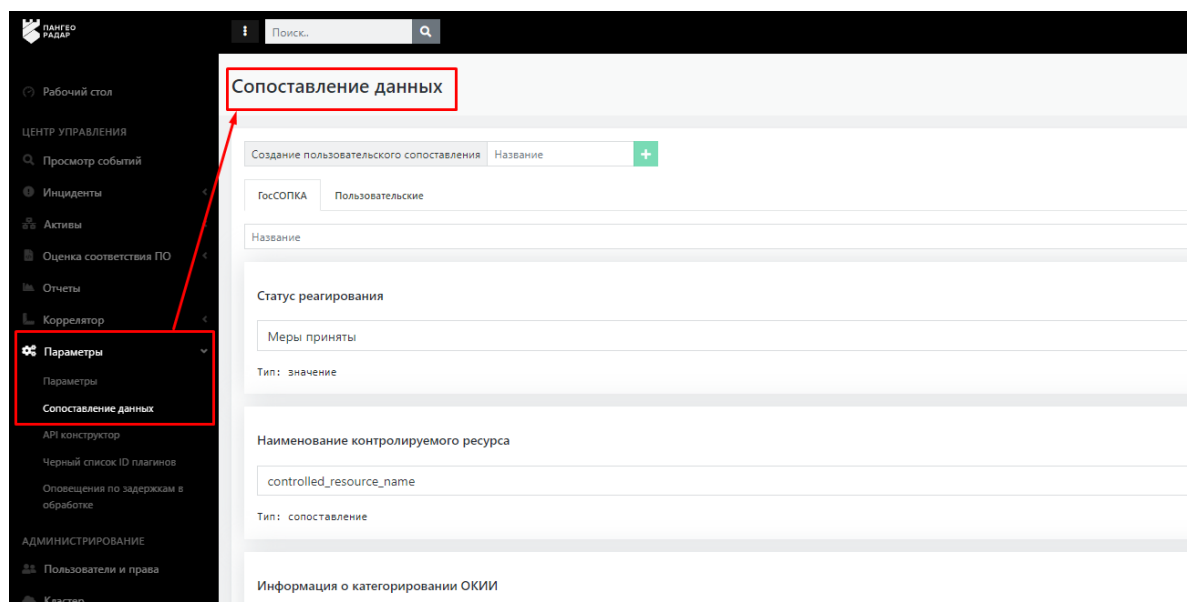 ПАНГЕО
РАДАР
Поиск..
Рабочий стол
ЦЕНТР УПРАВЛЕНИЯ
Просмотр событий
Инциденты
Активы
Оценка соответствия ПО
Отчеты
Коррелятор
Параметры
Параметры
Сопоставление данных
API конструктор
Черный список ID плагинов
Оповещения по задержкам в
обработке
АДМИНИСТРИРОВАНИЕ
Пользователи и права
Кластер
Сопоставление данных
Создание пользовательского сопоставления Название +
ГосСОПКА Пользовательские
Название
Статус реагирования
Меры приняты
Тип: значение
Наименование контролируемого ресурса
controlled_resource_name
Тип: сопоставление
Информация о категорировании ОКИИ